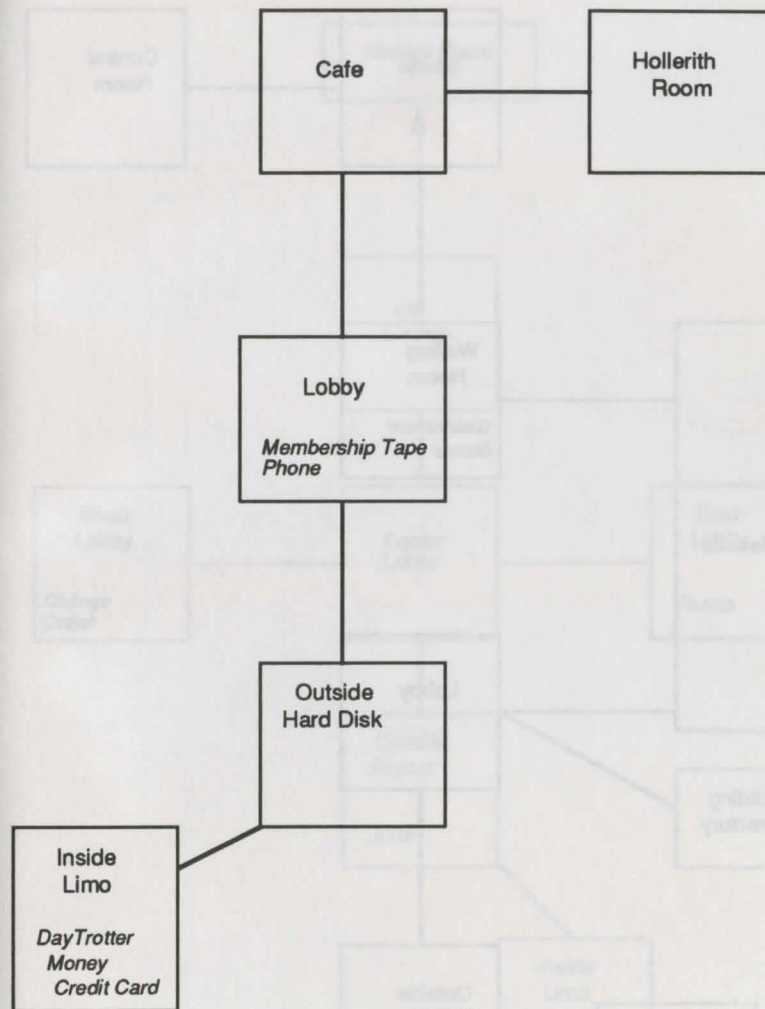 Cafe
Hollerith
Room
Lobby
Membership Tape
Phone
Outside
Hard Disk
Inside
Limo
DayTrotter
Money
Credit Card